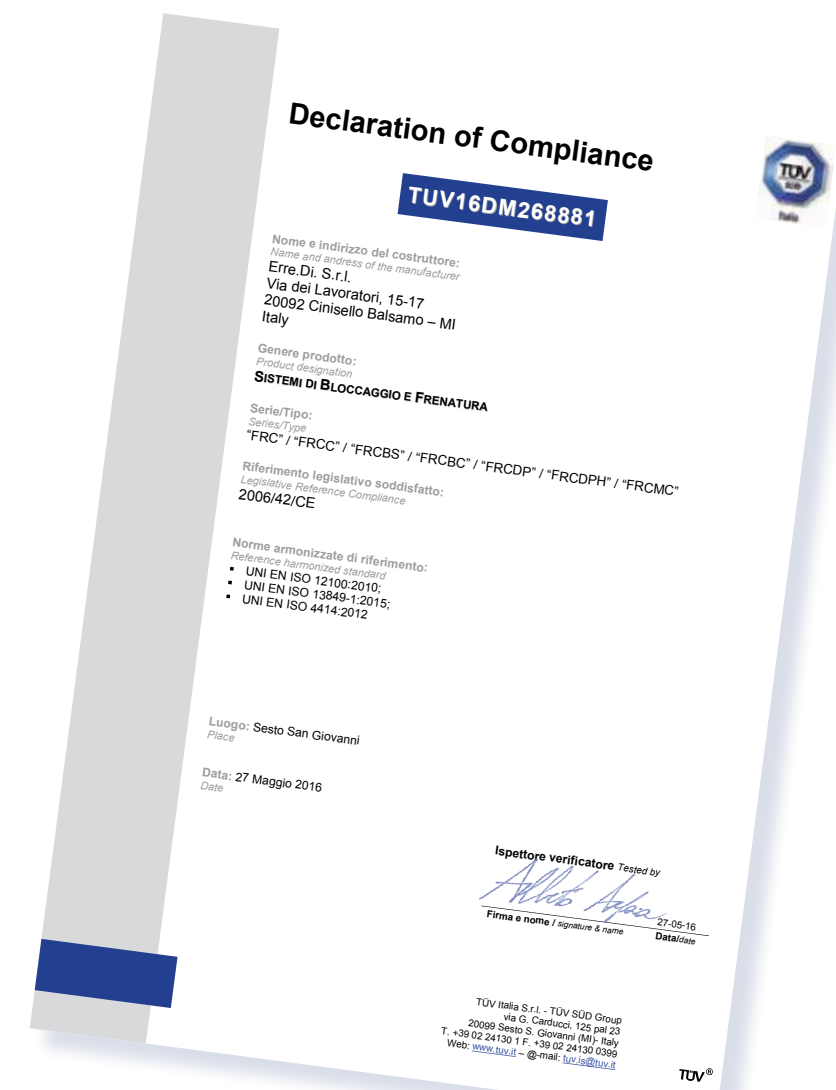 Declaration of Compliance
TÜV
SÜD
Italia
TUV16DM268881
Nome e indirizzo del costruttore:
Name and andress of the manufacturer
Erre.Di. S.r.l.
Via dei Lavoratori, 15-17
20092 Cinisello Balsamo – MI
Italy
Genere prodotto:
Product designation
SISTEMI DI BLOCCAGGIO E FRENATURA
Serie/Tipo:
Series/Type
“FRC” / “FRCC” / “FRCBS” / “FRCBC” / “FRCDP” / “FRCDPH” / “FRCMC”
Riferimento legislativo soddisfatto:
Legislative Reference Compliance
2006/42/CE
Norme armonizzate di riferimento:
Reference harmonized standard
▪ UNI EN ISO 12100:2010;
▪ UNI EN ISO 13849-1:2015;
▪ UNI EN ISO 4414:2012
Luogo: Sesto San Giovanni
Place
Data: 27 Maggio 2016
Date
Ispettore verificatore Tested by
27-05-16
Firma e nome / signature & name Data/date
TÜV Italia S.r.l. - TÜV SÜD Group
via G. Carducci, 125 pal 23
20099 Sesto S. Giovanni (MI)- Italy
T. +39 02 24130 1 F. +39 02 24130 0399
Web: www.tuv.it – @-mail: tuv.is@tuv.it
TÜV ®